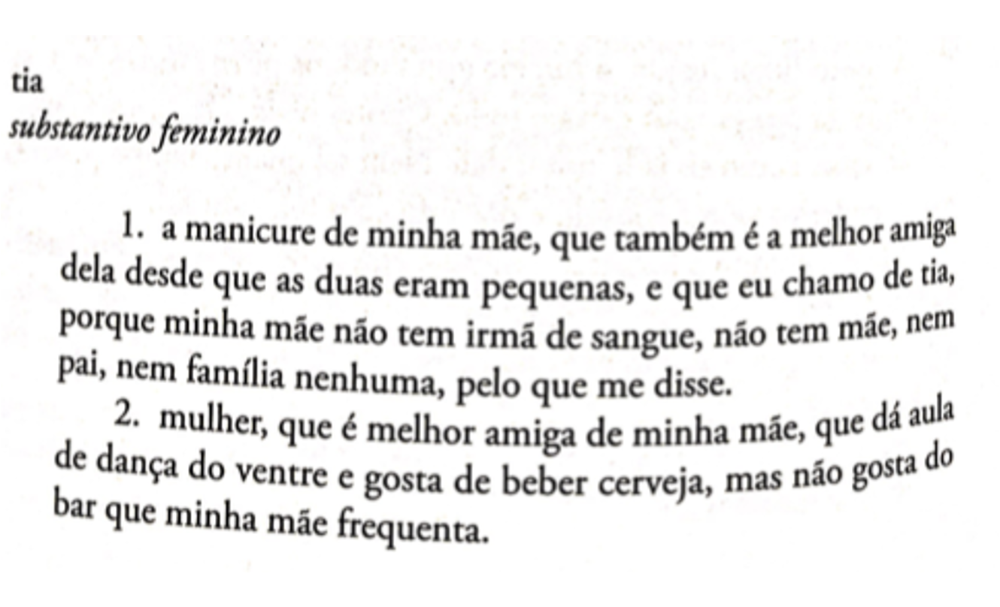 tia
substantivo feminino
1. a manicure de minha mãe, que também é a melhor amiga
dela desde que as duas eram pequenas, e que eu chamo de tia,
porque minha mãe não tem irmã de sangue, não tem mãe, nem
pai, nem família nenhuma, pelo que me disse.
2. mulher, que é melhor amiga de minha mãe, que dá aula
de dança do ventre e gosta de beber cerveja, mas não gosta do
bar que minha mãe frequenta.